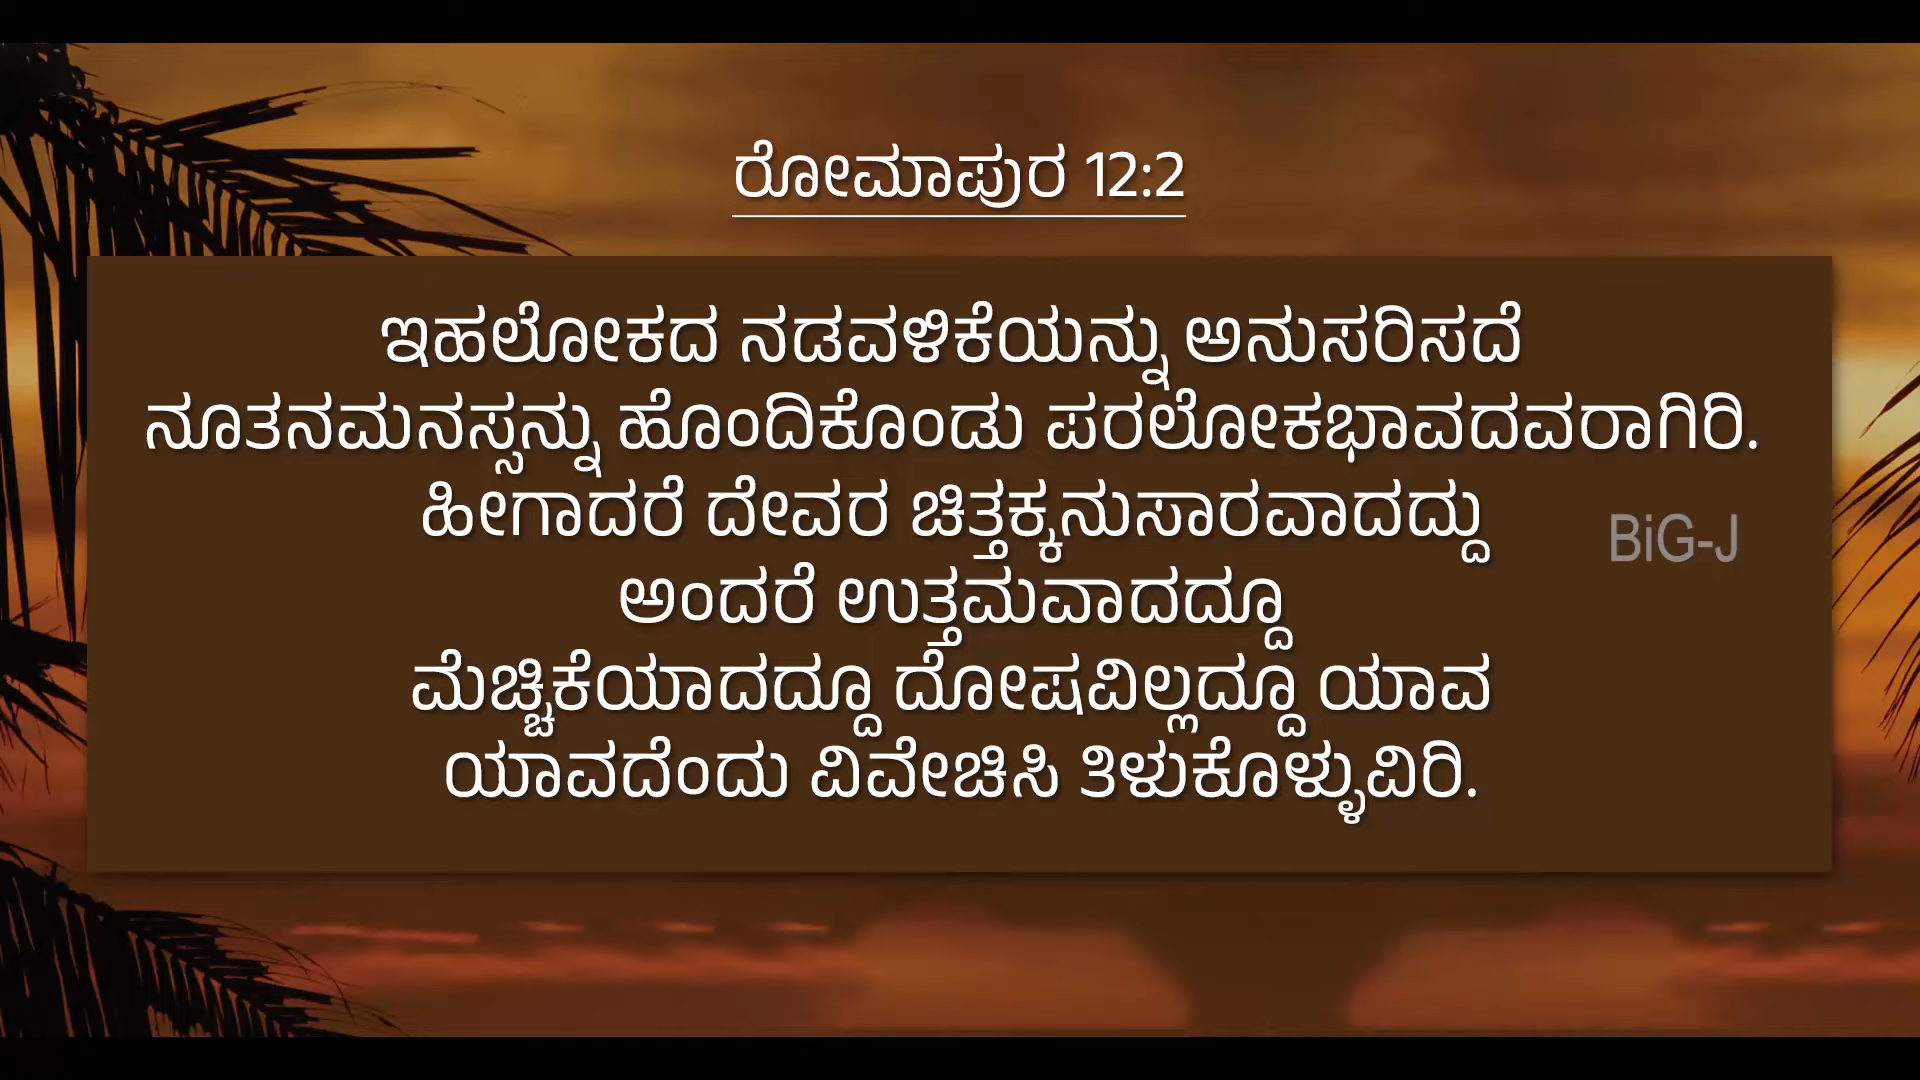 ರೋಮಾಪುರ 12:2
ಇಹಲೋಕದ ನಡವಳಿಕೆಯನ್ನು ಅನುಸರಿಸದೆ
ನೂತನಮನಸ್ಸನ್ನು ಹೊಂದಿಕೊಂಡು ಪರಲೋಕಭಾವದವರಾಗಿರಿ.
ಹೀಗಾದರೆ ದೇವರ ಚಿತ್ತಕ್ಕನುಸಾರವಾದದ್ದು
BiG-J
ಅಂದರೆ ಉತ್ತಮವಾದದ್ದೂ
ಮೆಚ್ಚಿಕೆಯಾದದ್ದೂ ದೋಷವಿಲ್ಲದ್ದೂ ಯಾವ
ಯಾವದೆಂದು ವಿವೇಚಿಸಿ ತಿಳುಕೊಳ್ಳುವಿರಿ.